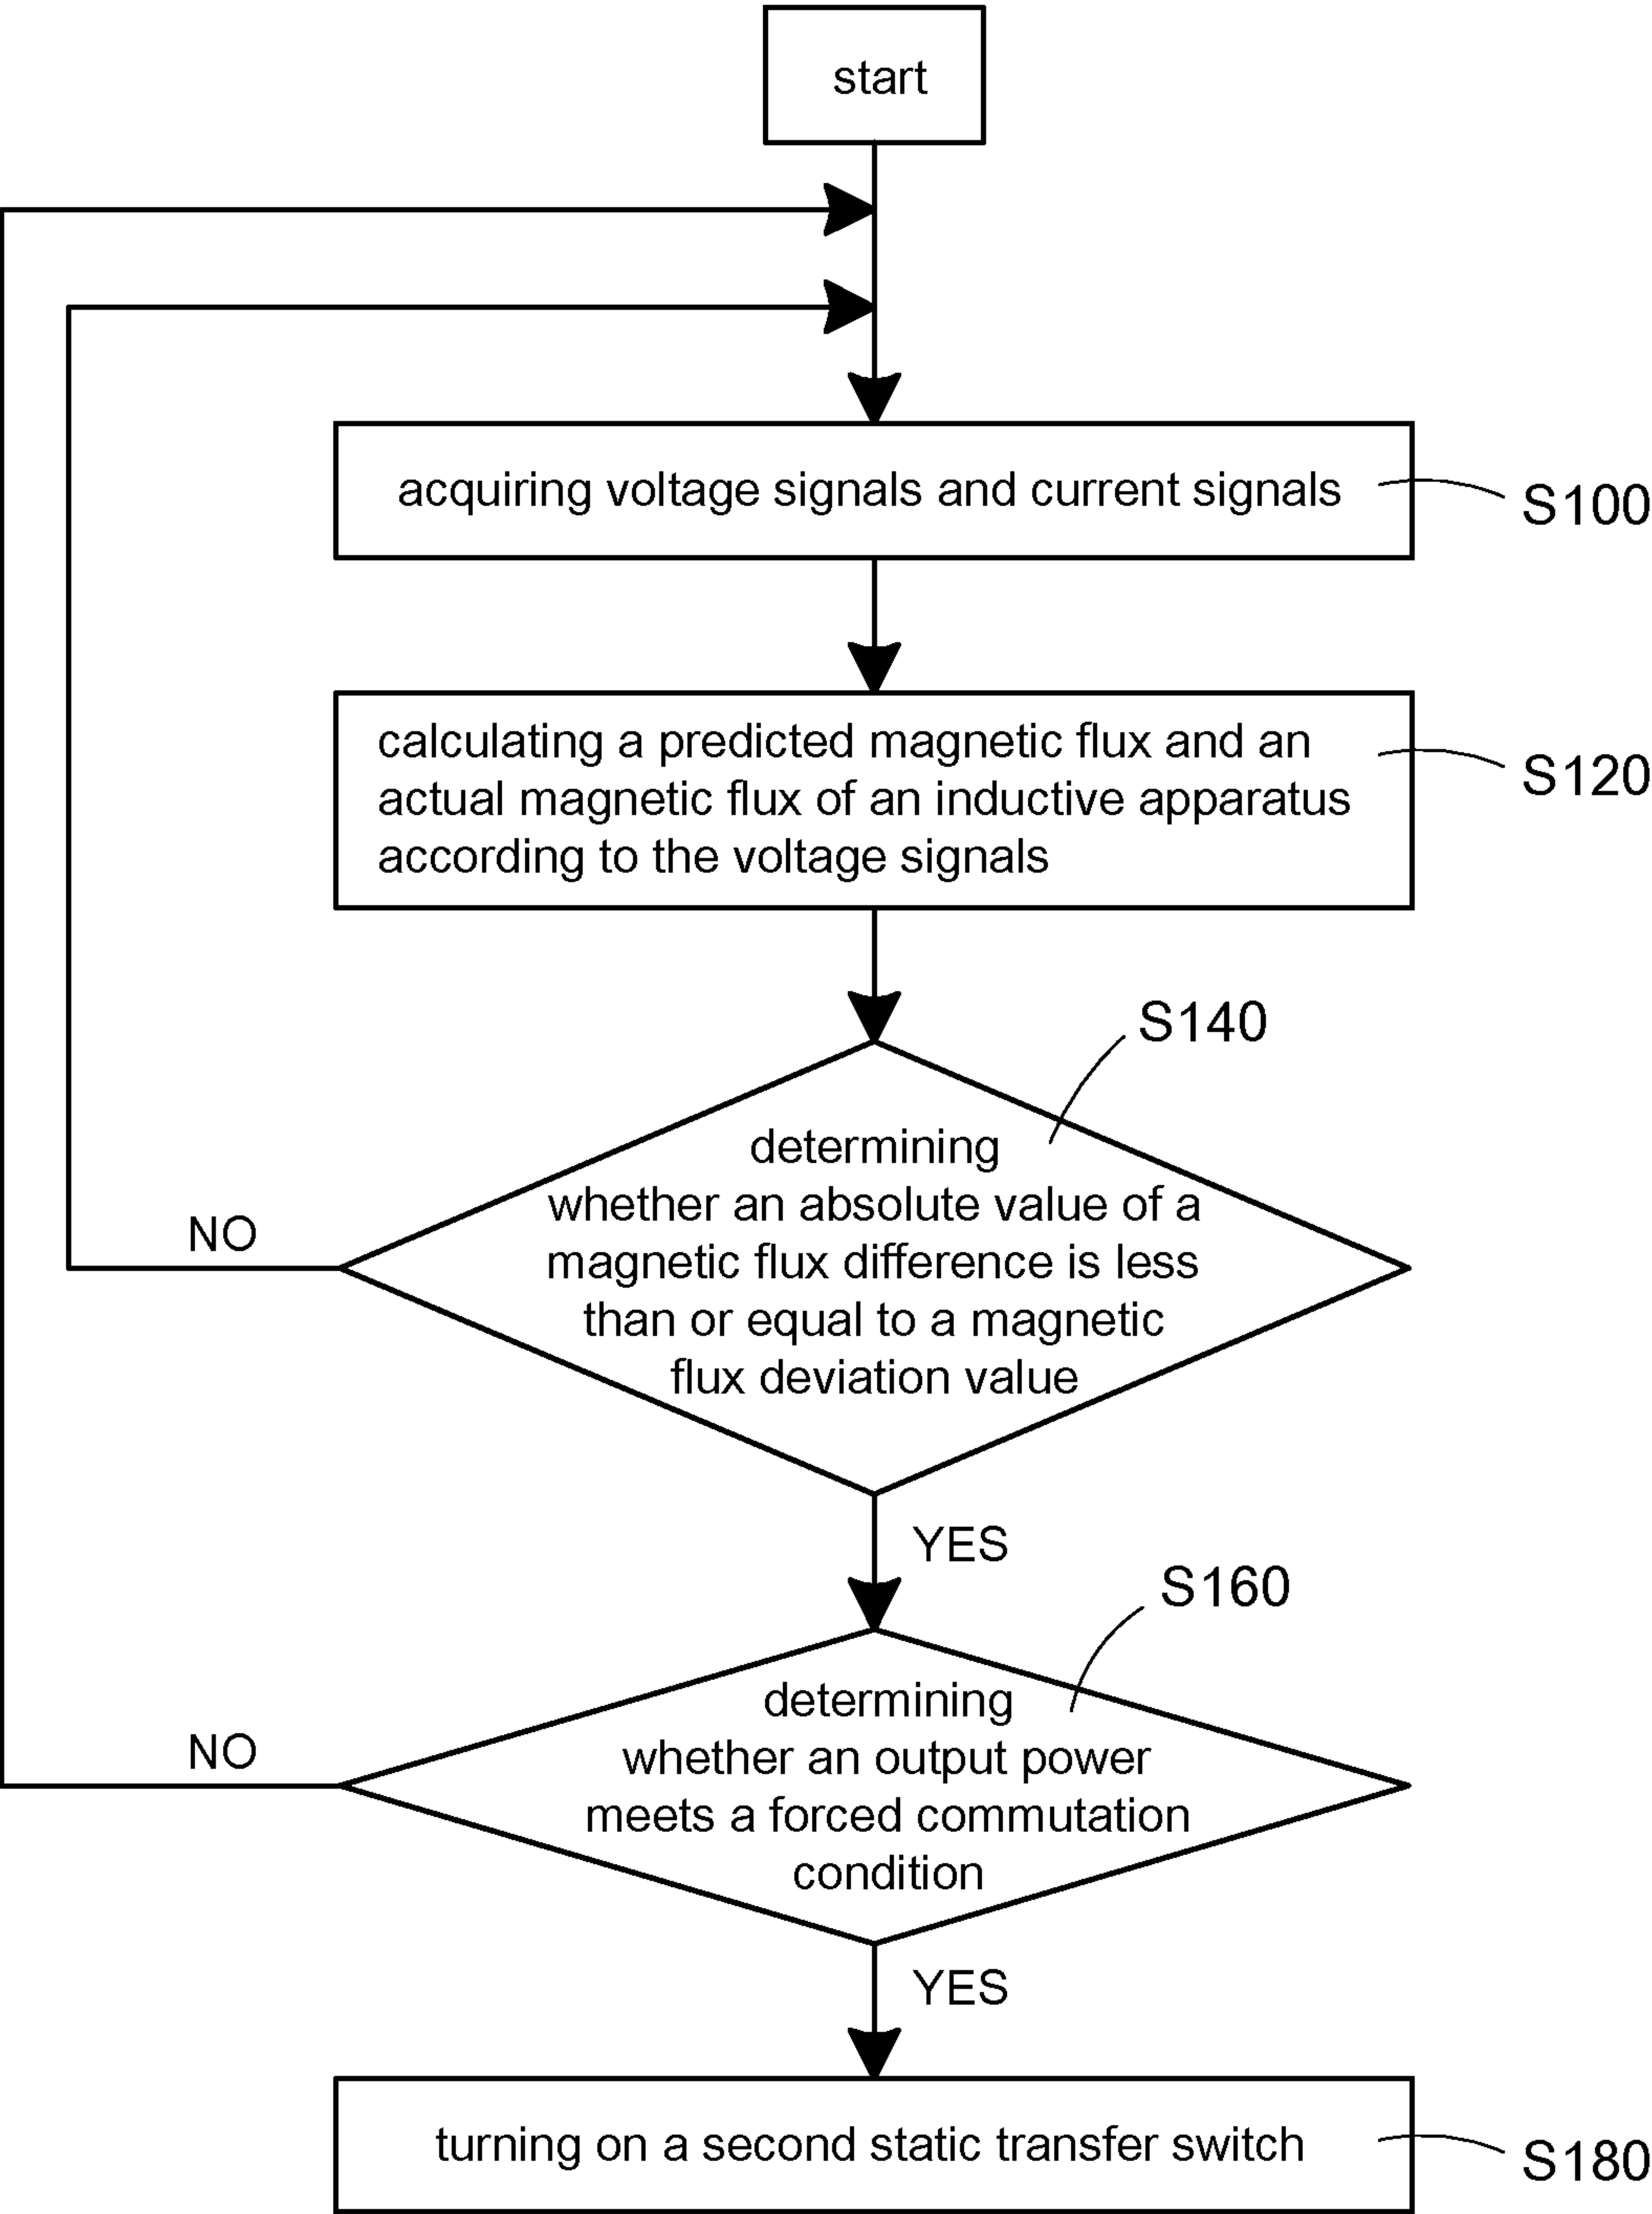 start
acquiring voltage signals and current signals
S100
calculating a predicted magnetic flux and an
actual magnetic flux of an inductive apparatus
according to the voltage signals
S120
S140
determining
whether an absolute value of a
magnetic flux difference is less
than or equal to a magnetic
flux deviation value
NO
YES
S160
determining
whether an output power
meets a forced commutation
condition
NO
YES
turning on a second static transfer switch
S180